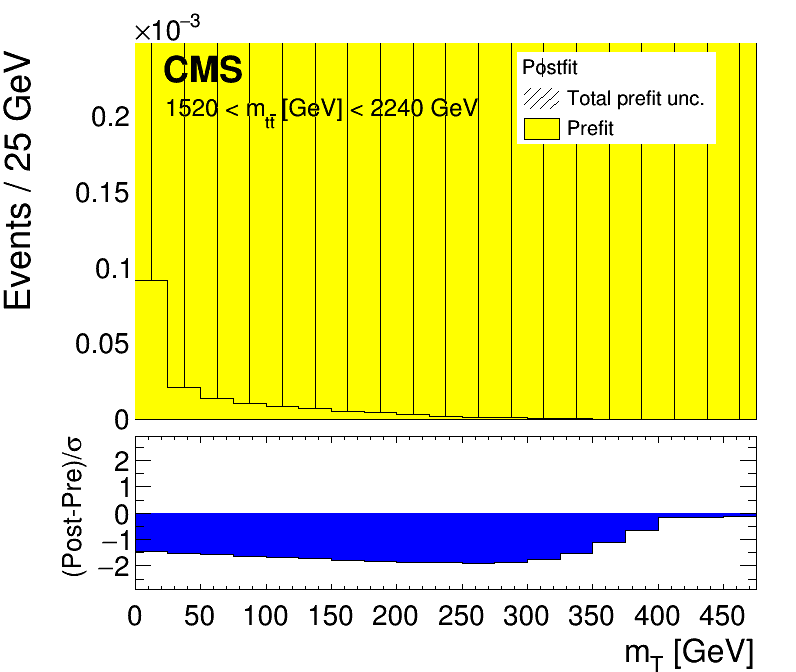 ×10⁻³
CMS
1520 < m_tt̄ [GeV] < 2240 GeV
Postfit
Total prefit unc.
Prefit
Events / 25 GeV
0.2
0.15
0.1
0.05
0
(Post-Pre)/σ
2
1
0
−1
−2
0 50 100 150 200 250 300 350 400 450
m_T [GeV]